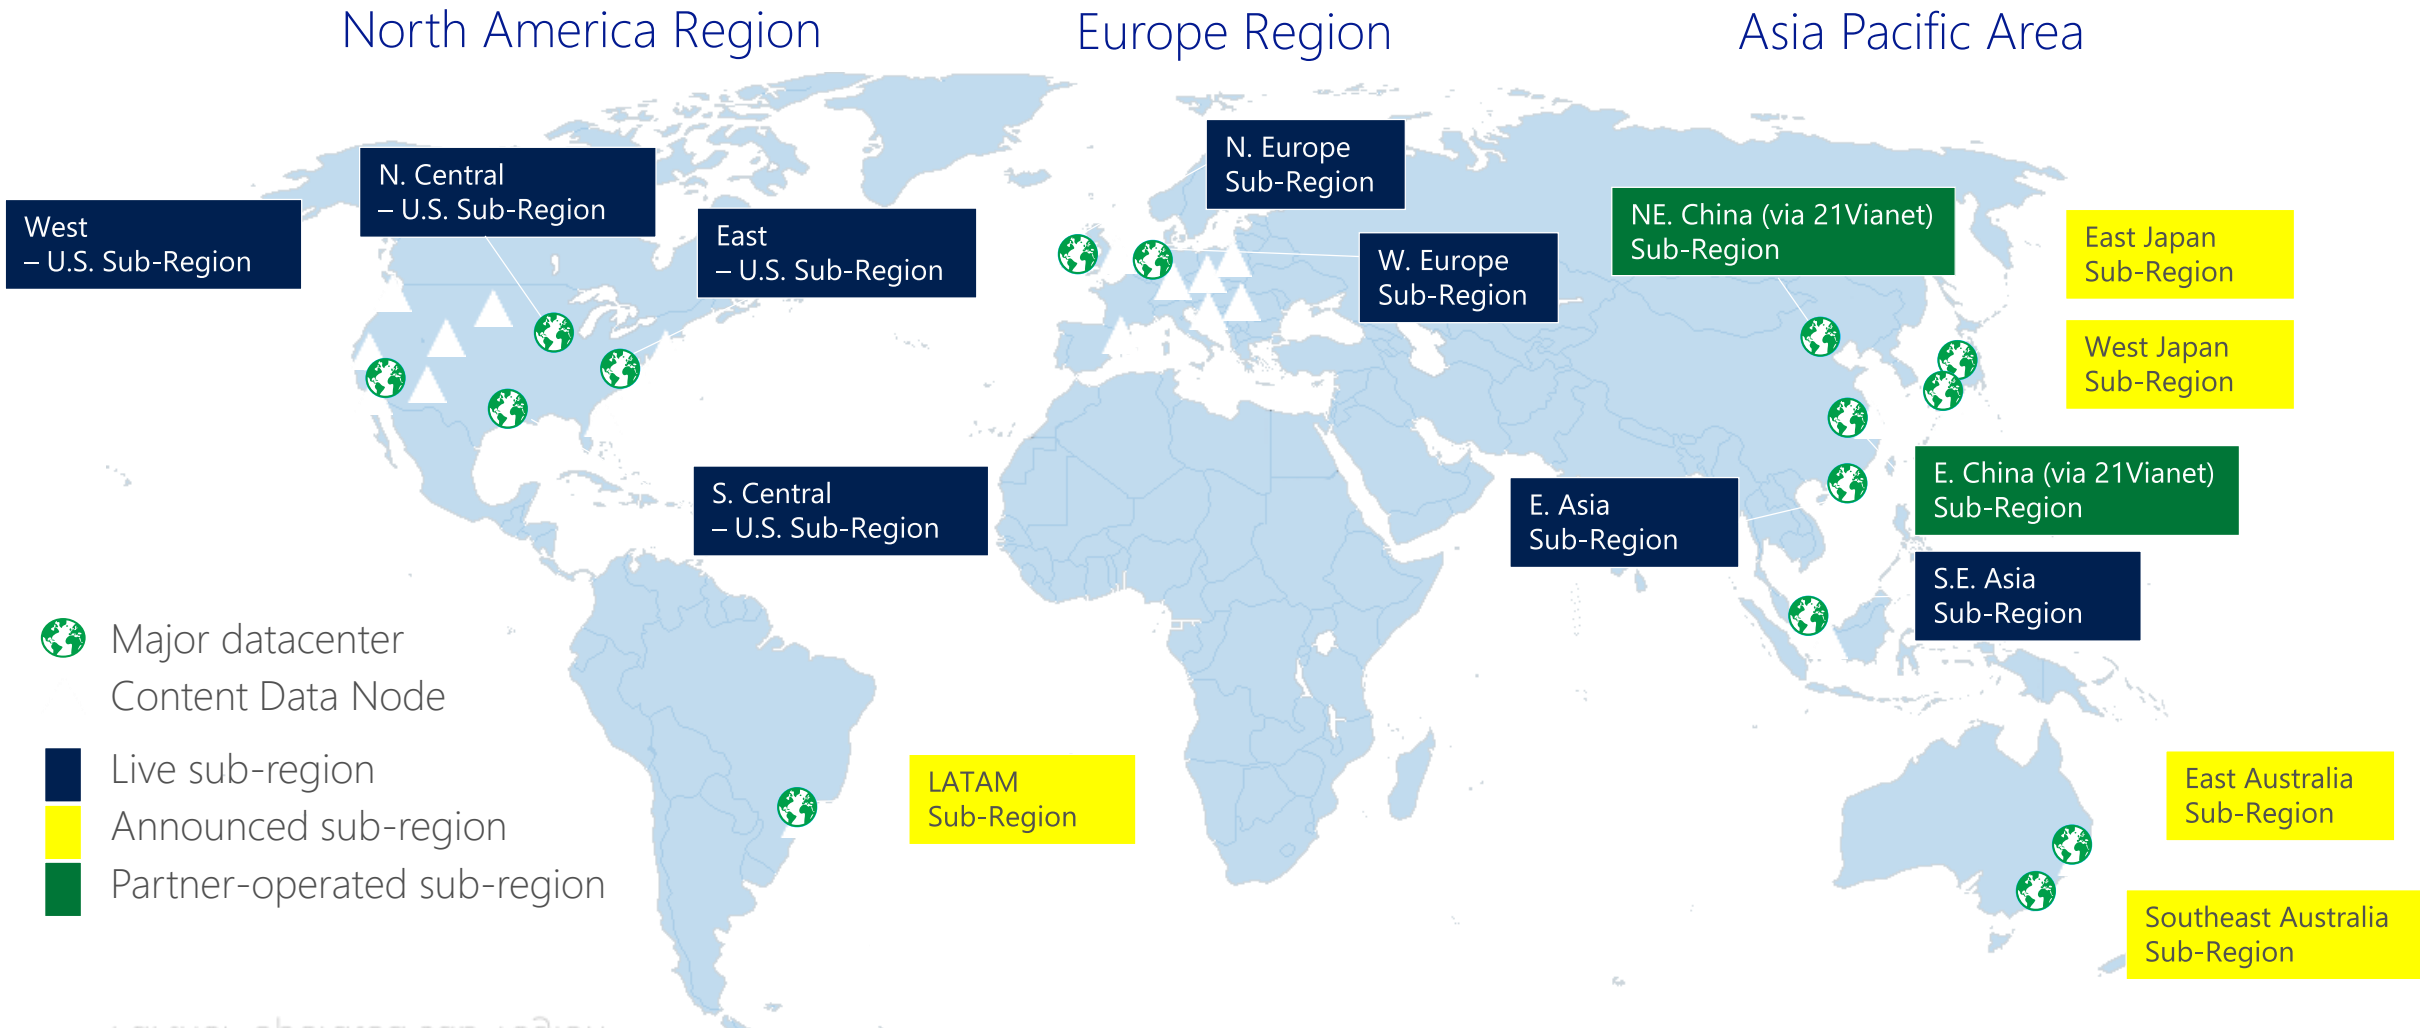 North America Region
Europe Region
Asia Pacific Area
N. Central
– U.S. Sub-Region
West
– U.S. Sub-Region
East
– U.S. Sub-Region
N. Europe
Sub-Region
W. Europe
Sub-Region
NE. China (via 21Vianet)
Sub-Region
East Japan
Sub-Region
West Japan
Sub-Region
S. Central
– U.S. Sub-Region
E. Asia
Sub-Region
E. China (via 21Vianet)
Sub-Region
S.E. Asia
Sub-Region
LATAM
Sub-Region
East Australia
Sub-Region
Southeast Australia
Sub-Region
Major datacenter
Content Data Node
Live sub-region
Announced sub-region
Partner-operated sub-region